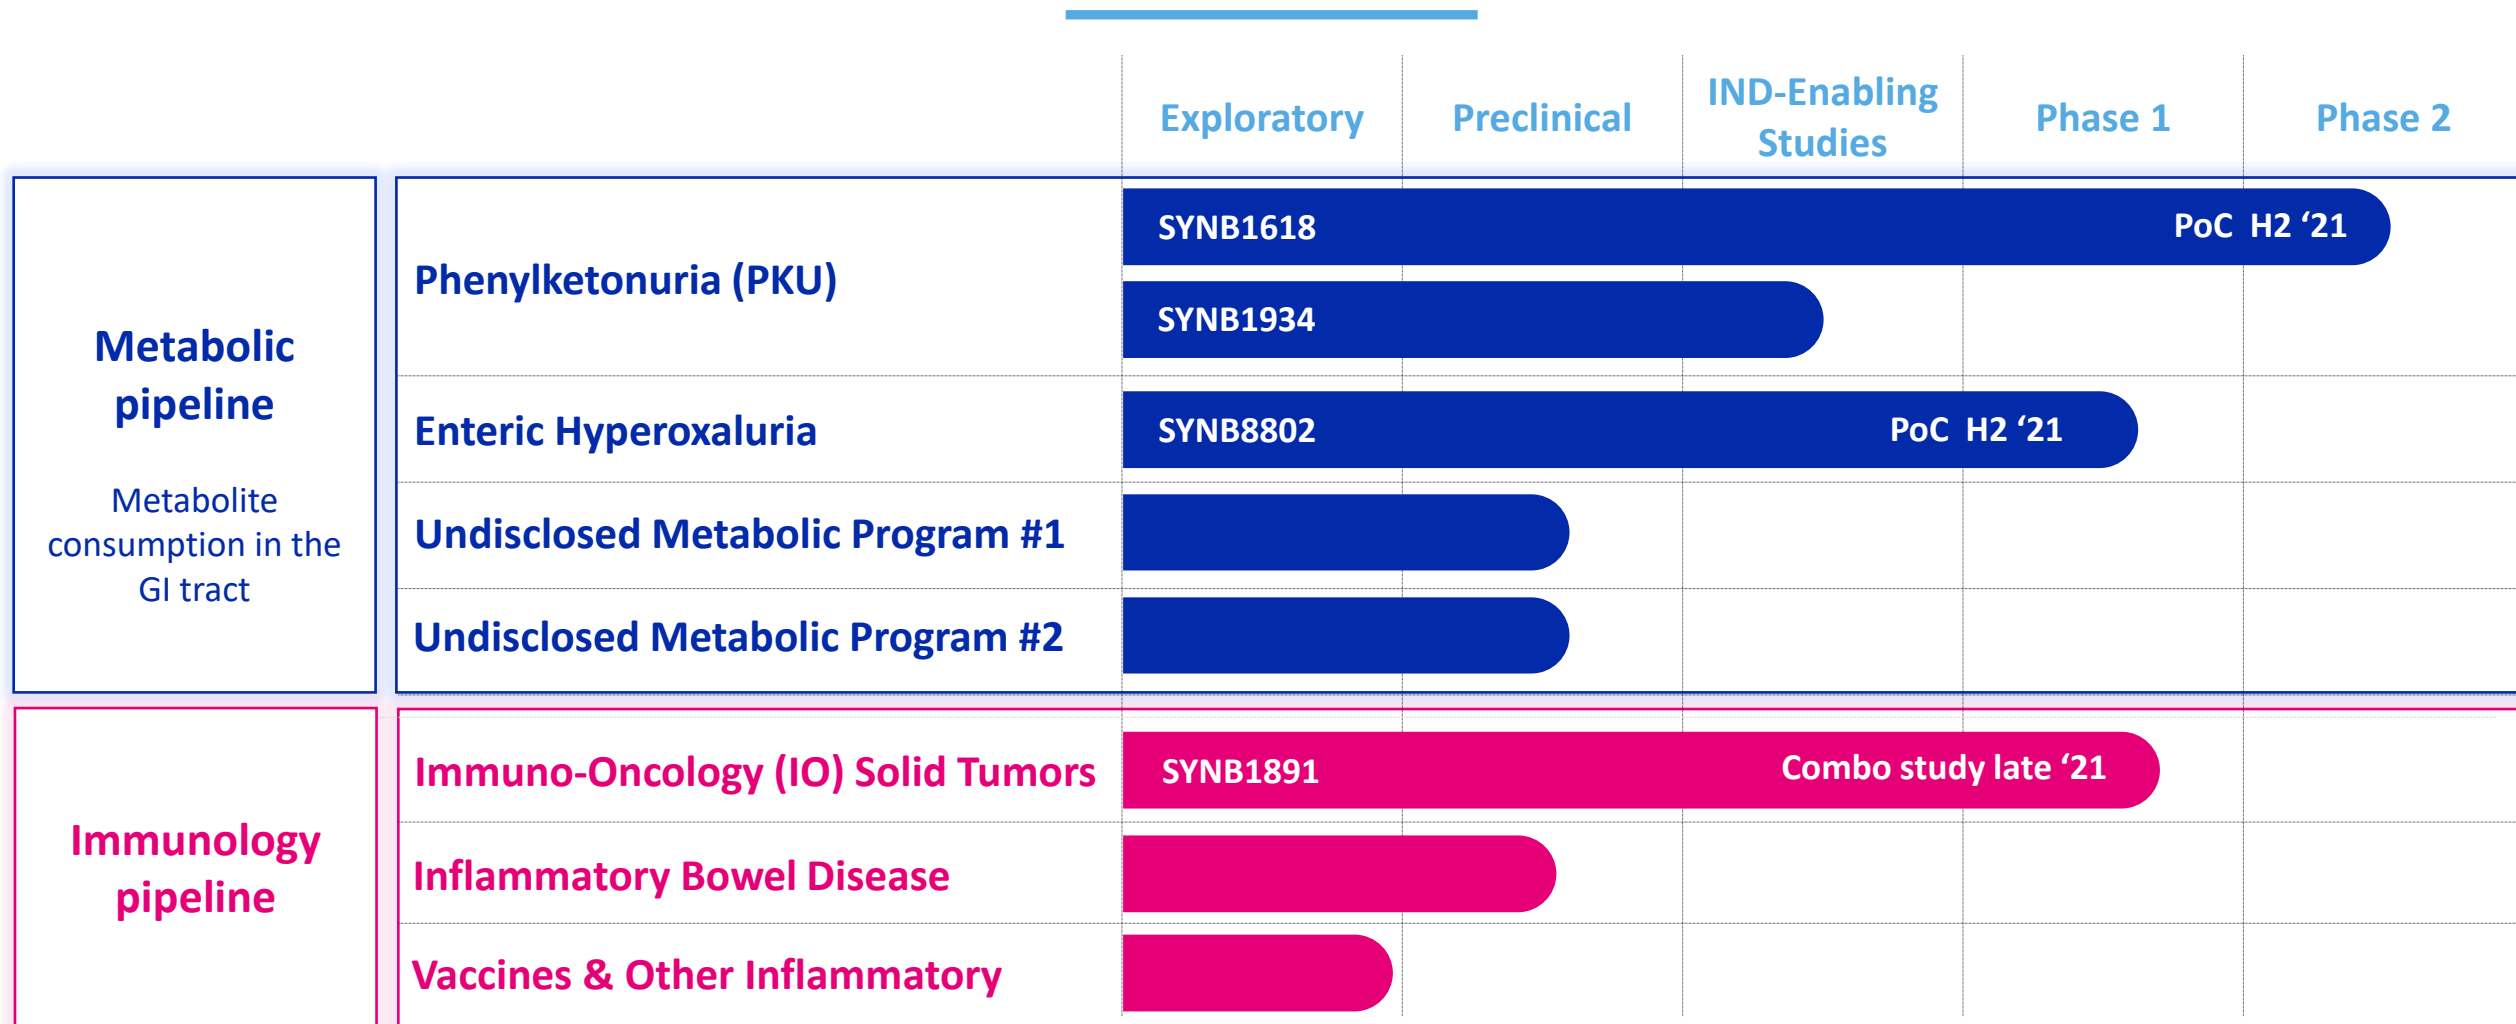 Exploratory
Preclinical
IND-Enabling
Studies
Phase 1
Phase 2
Metabolic
pipeline
Metabolite
consumption in the
GI tract
Phenylketonuria (PKU)
SYNB1618
PoC H2 ‘21
SYNB1934
Enteric Hyperoxaluria
SYNB8802
PoC H2 ‘21
Undisclosed Metabolic Program #1
Undisclosed Metabolic Program #2
Immunology
pipeline
Immuno-Oncology (IO) Solid Tumors
SYNB1891
Combo study late ‘21
Inflammatory Bowel Disease
Vaccines & Other Inflammatory